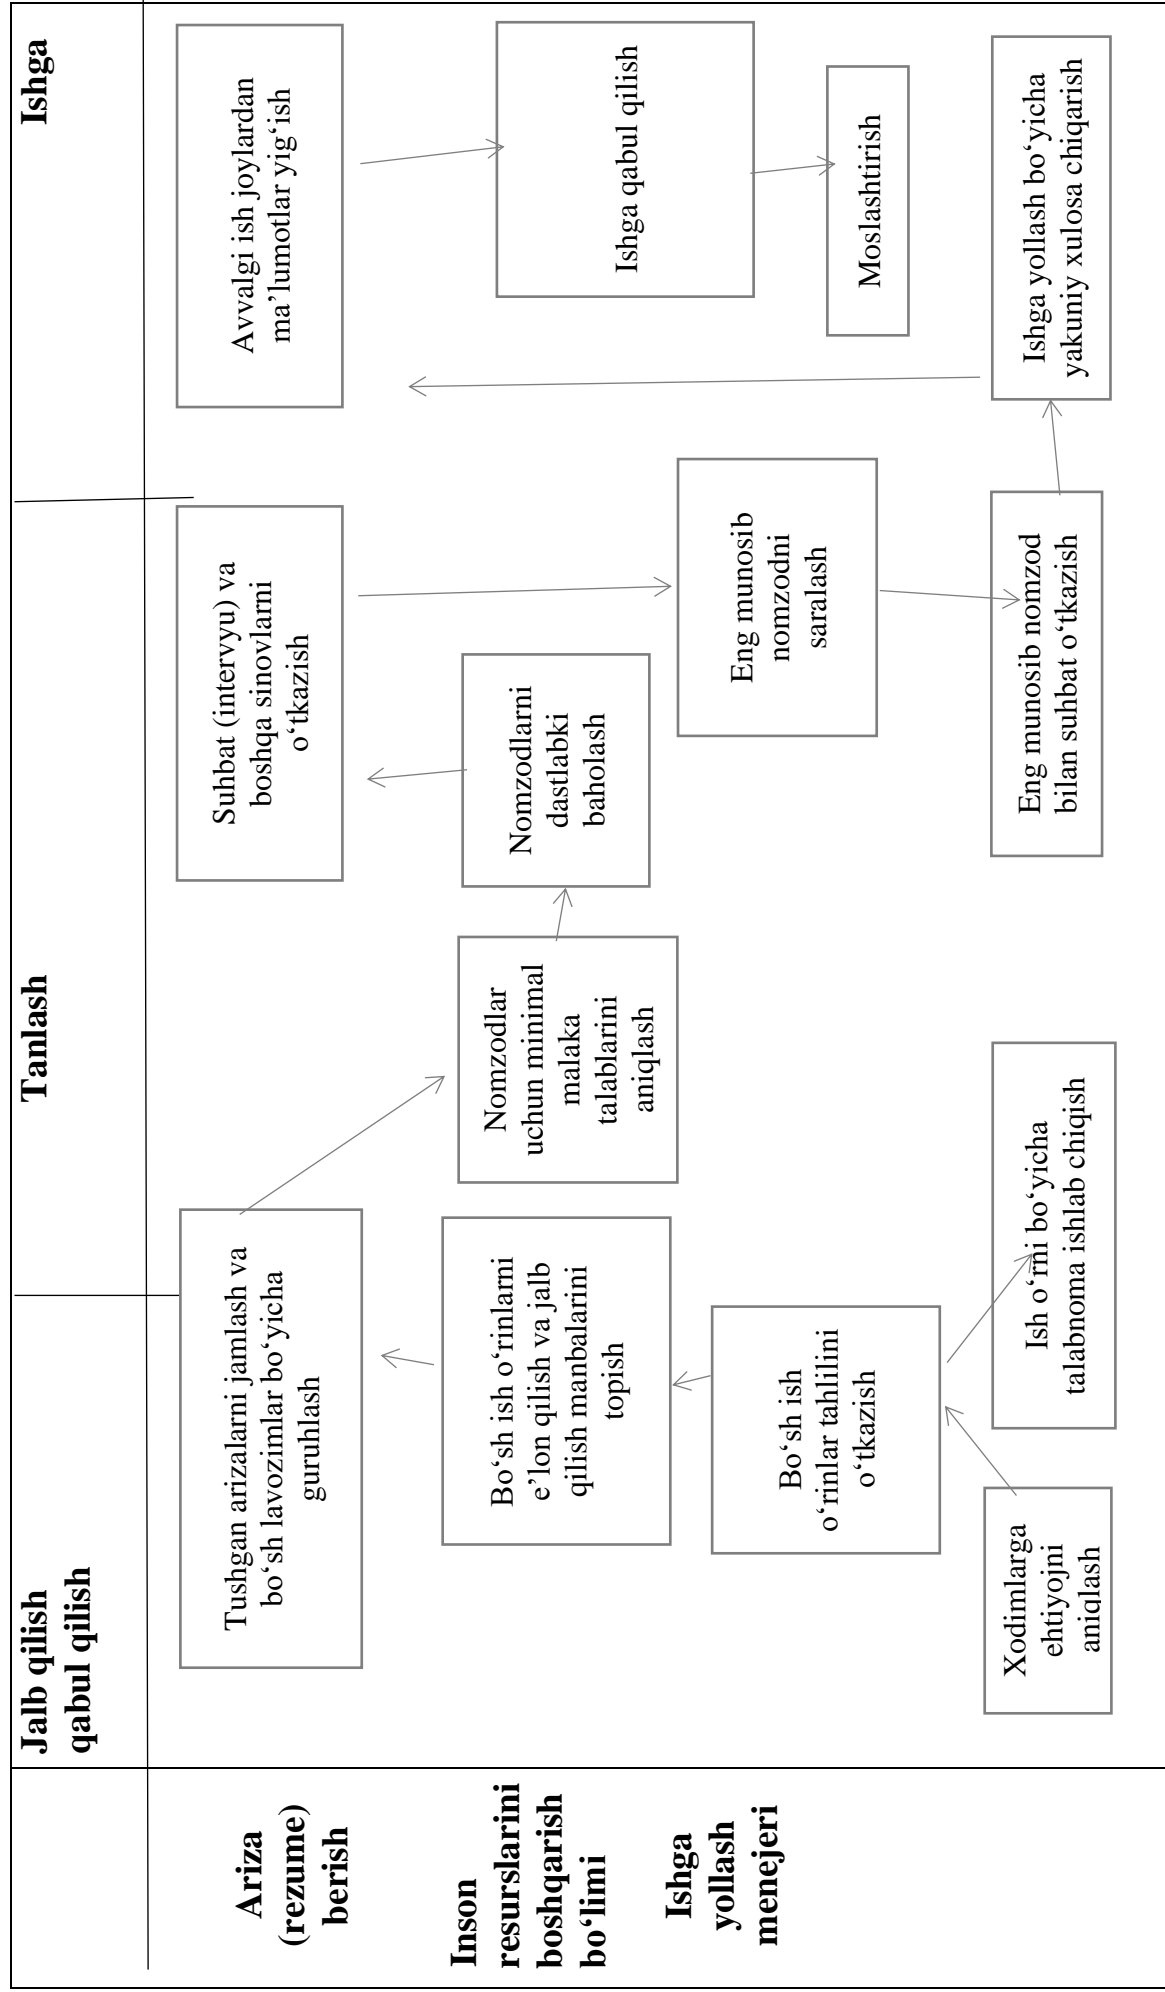 Jalb qilish
qabul qilish
Tanlash
Ishga
Ariza
(rezume)
berish
Tushgan arizalarni jamlash va
bo‘sh lavozimlar bo‘yicha
guruhlash
Suhbat (intervyu) va
boshqa sinovlarni
o‘tkazish
Avvalgi ish joylardan
ma’lumotlar yig‘ish
Inson
resurslarini
boshqarish
bo‘limi
Bo‘sh ish o‘rinlarni
e’lon qilish va jalb
qilish manbalarini
topish
Nomzodlar
uchun minimal
malaka
talablarini
aniqlash
Nomzodlarni
dastlabki
baholash
Ishga qabul qilish
Ishga
yollash
menejeri
Bo‘sh ish
o‘rinlar tahlilini
o‘tkazish
Eng munosib
nomzodni
saralash
Moslashtirish
Xodimlarga
ehtiyojni
aniqlash
Ish o‘rni bo‘yicha
talabnoma ishlab chiqish
Eng munosib nomzod
bilan suhbat o‘tkazish
Ishga yollash bo‘yicha
yakuniy xulosa chiqarish